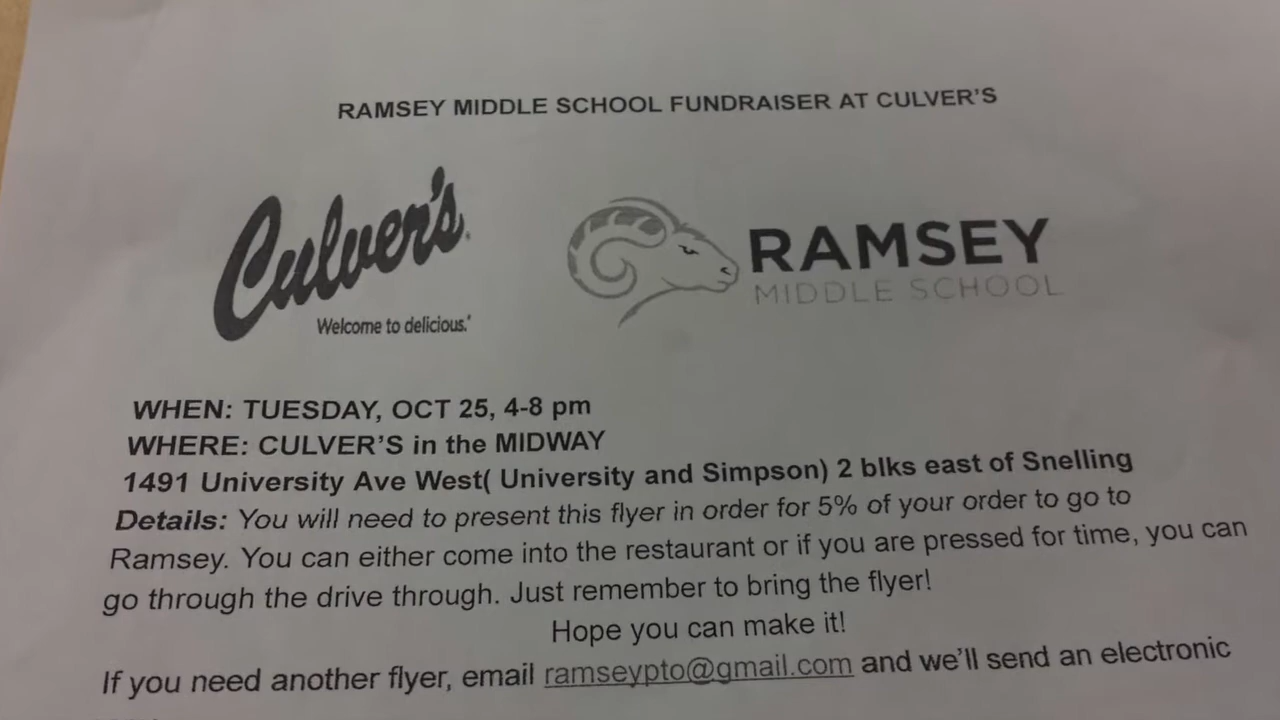 RAMSEY MIDDLE SCHOOL FUNDRAISER AT CULVER'S
Culver's
Welcome to delicious.
RAMSEY
MIDDLE SCHOOL
WHEN: TUESDAY, OCT 25, 4-8 pm
WHERE: CULVER'S in the MIDWAY
1491 University Ave West( University and Simpson) 2 blks east of Snelling
Details: You will need to present this flyer in order for 5% of your order to go to
Ramsey. You can either come into the restaurant or if you are pressed for time, you can
go through the drive through. Just remember to bring the flyer!
Hope you can make it!
If you need another flyer, email ramseypto@gmail.com and we'll send an electronic